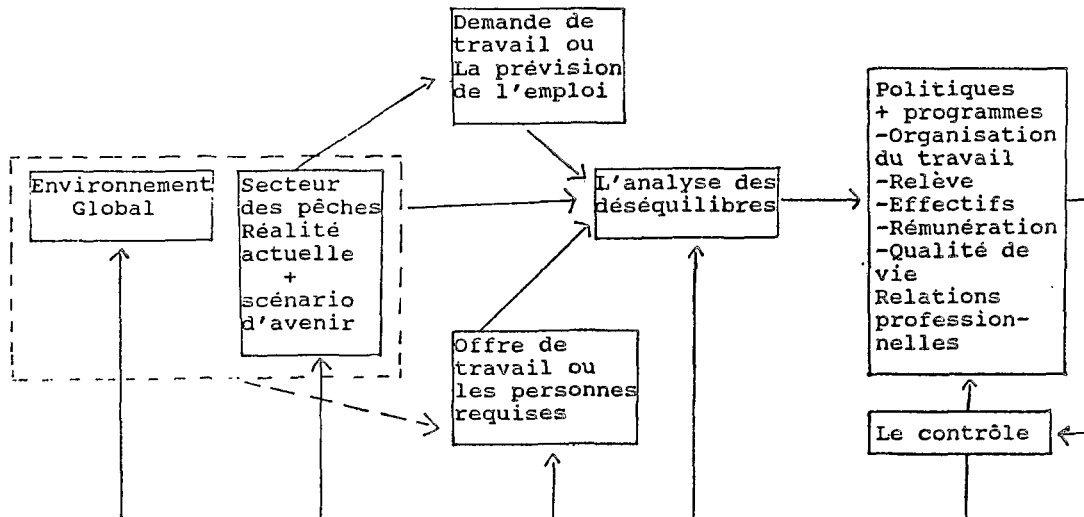 Demande de
travail ou
La prévision
de l'emploi
Environnement
Global
Secteur
des pêches
Réalité
actuelle
+
scénario
d'avenir
Offre de
travail ou
les personnes
requises
L'analyse des
déséquilibres
Politiques
+ programmes
-Organisation
du travail
-Relève
-Effectifs
-Rémunération
-Qualité de
vie
Relations
profession-
nelles
Le contrôle